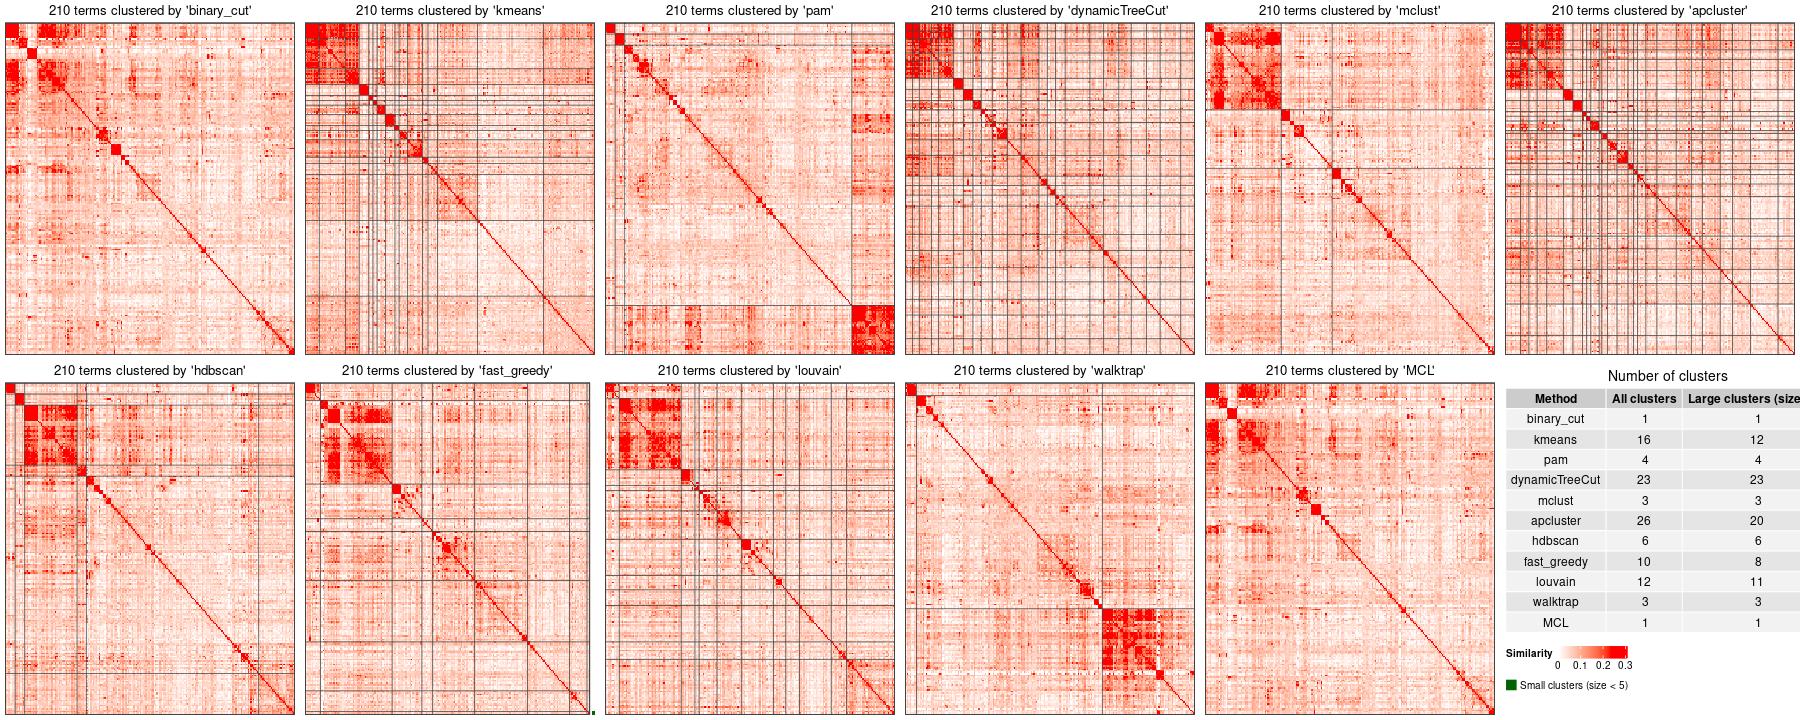 210 terms clustered by 'binary_cut'
210 terms clustered by 'kmeans'
210 terms clustered by 'pam'
210 terms clustered by 'dynamicTreeCut'
210 terms clustered by 'mclust'
210 terms clustered by 'apcluster'
210 terms clustered by 'hdbscan'
210 terms clustered by 'fast_greedy'
210 terms clustered by 'louvain'
210 terms clustered by 'walktrap'
210 terms clustered by 'MCL'
Number of clusters
Method All clusters Large clusters (size
binary_cut 1 1
kmeans 16 12
pam 4 4
dynamicTreeCut 23 23
mclust 3 3
apcluster 26 20
hdbscan 6 6
fast_greedy 10 8
louvain 12 11
walktrap 3 3
MCL 1 1
Similarity
0 0.1 0.2 0.3
Small clusters (size < 5)